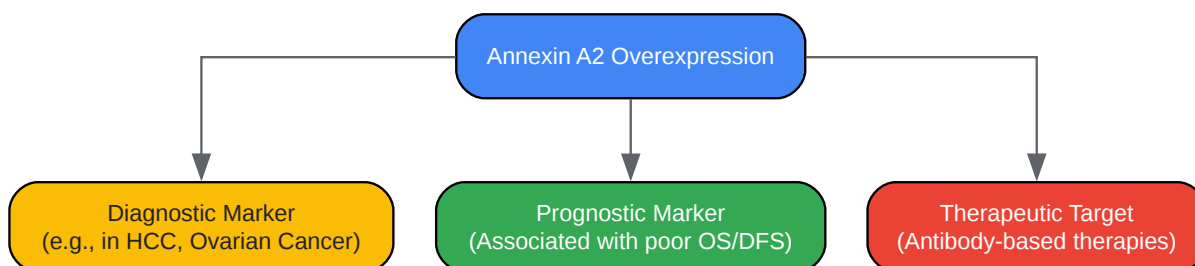 Annexin A2 Overexpression
Diagnostic Marker
(e.g., in HCC, Ovarian Cancer)
Prognostic Marker
(Associated with poor OS/DFS)
Therapeutic Target
(Antibody-based therapies)